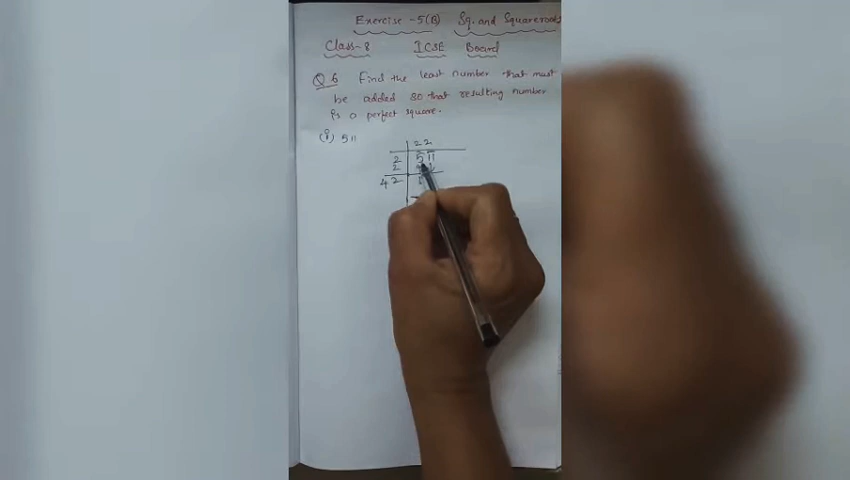 Exercise -5(B) Sq. and Squareroots
Class-8 ICSE Board
Q 6 Find the least number that must
be added so that resulting number
is a perfect square.
(i) 511
22
2 5 11
2 4
42 1